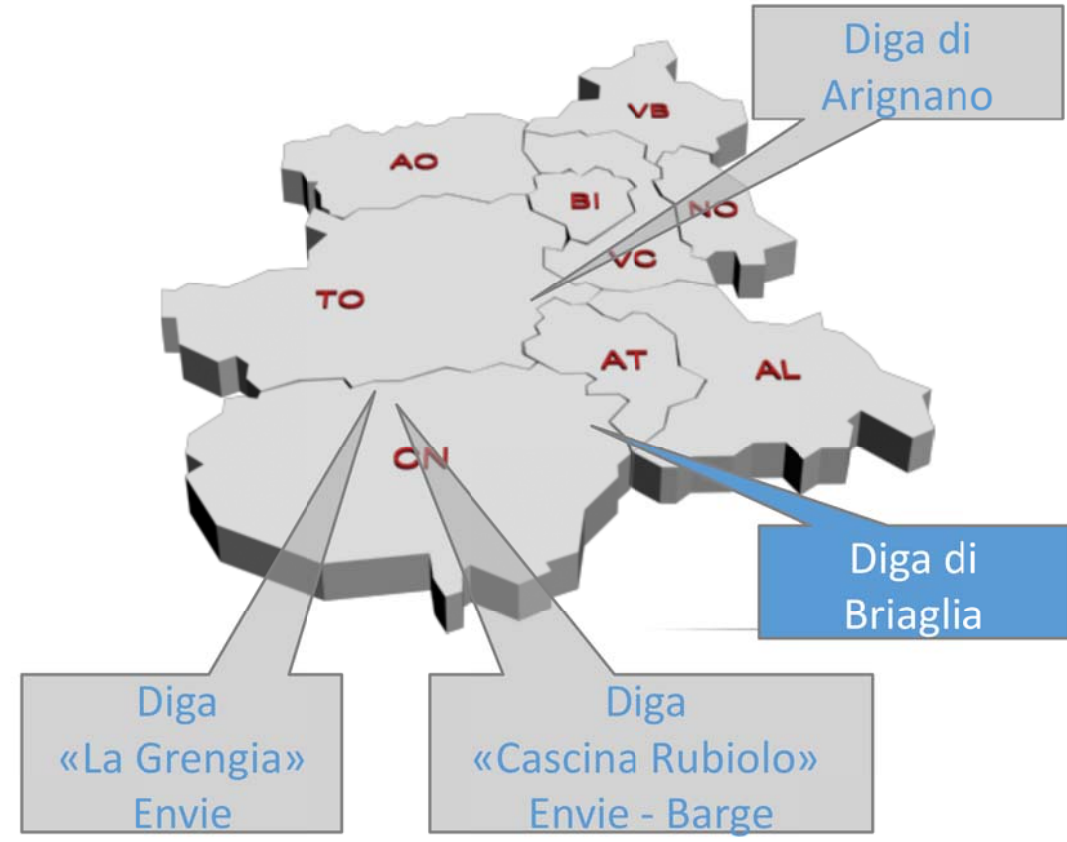 Diga di
Arignano
VB
AO
BI
NO
VC
TO
AT
AL
CN
Diga di
Briaglia
Diga
«La Grengia»
Envie
Diga
«Cascina Rubiolo»
Envie - Barge